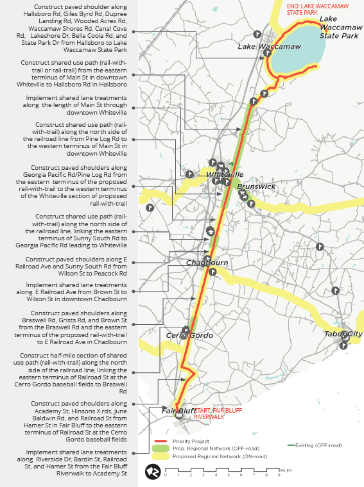 Construct paved shoulder along
Hallsboro Rd, Giles Byrd Rd, Dupree
Landing Rd, Wooded Acres Rd,
Waccamaw Shores Rd, Canal Cove
Rd, Lakeshore Dr, Bella Coola Rd, and
State Park Dr from Hallsboro to Lake
Waccamaw State Park
Construct shared use path (rail-with-
trail or rail-trail) from the eastern
terminus of Main St in downtown
Whiteville to Hallsboro Rd in Hallsboro
Implement shared lane treatments
along the length of Main St through
downtown Whiteville
Construct shared use path (rail-
with-trail) along the north side of
the railroad line from Pine Log Rd to
the western terminus of Main St in
downtown Whiteville
Construct paved shoulders along
Georgia Pacific Rd/Pine Log Rd from
the eastern terminus of the proposed
rail-with-trail to the western terminus
of the Whiteville section of proposed
rail-with-trail
Construct shared use path (rail-
with-trail) along the north side of
the railroad line, linking the eastern
terminus of Sunny South Rd to
Georgia Pacific Rd leading to Whiteville
Construct paved shoulders along E
Railroad Ave and Sunny South Rd from
Wilson St to Peacock Rd
Implement shared lane treatments
along E Railroad Ave from Brown St to
Wilson St in downtown Chadbourn
Construct paved shoulders along
Braswell Rd, Grists Rd, and Brown St
from the Braswell Rd and the eastern
terminus of the proposed rail-with-trail
to E Railroad Ave in Chadbourn
Construct half-mile section of shared
use path (rail-with-trail) along the north
side of the railroad line, linking the
eastern terminus of Railroad St at the
Cerro Gordo baseball fields to Braswell
Rd
Construct paved shoulders along
Academy St, Hinsons X rds, June
Baldwin Rd, and Railroad St from
Hamer St in Fair Bluff to the eastern
terminus of Railroad St at the Cerro
Gordo baseball fields
Implement shared lane treatments
along Riverside Dr, Bardin St, Railroad
St, and Hamer St from the Fair Bluff
Riverwalk to Academy St
END: LAKE WACCAMAW
STATE PARK
Lake
Waccamaw
State Park
Lake Waccamaw
Whiteville
Brunswick
Chadbourn
Cerro Gordo
Tabor City
Fair Bluff
START: FAIR BLUFF
RIVERWALK
Priority Project
Prop. Regional Network (OFF-road)
Proposed Regional Network (ON-road)
Existing (OFF-road)